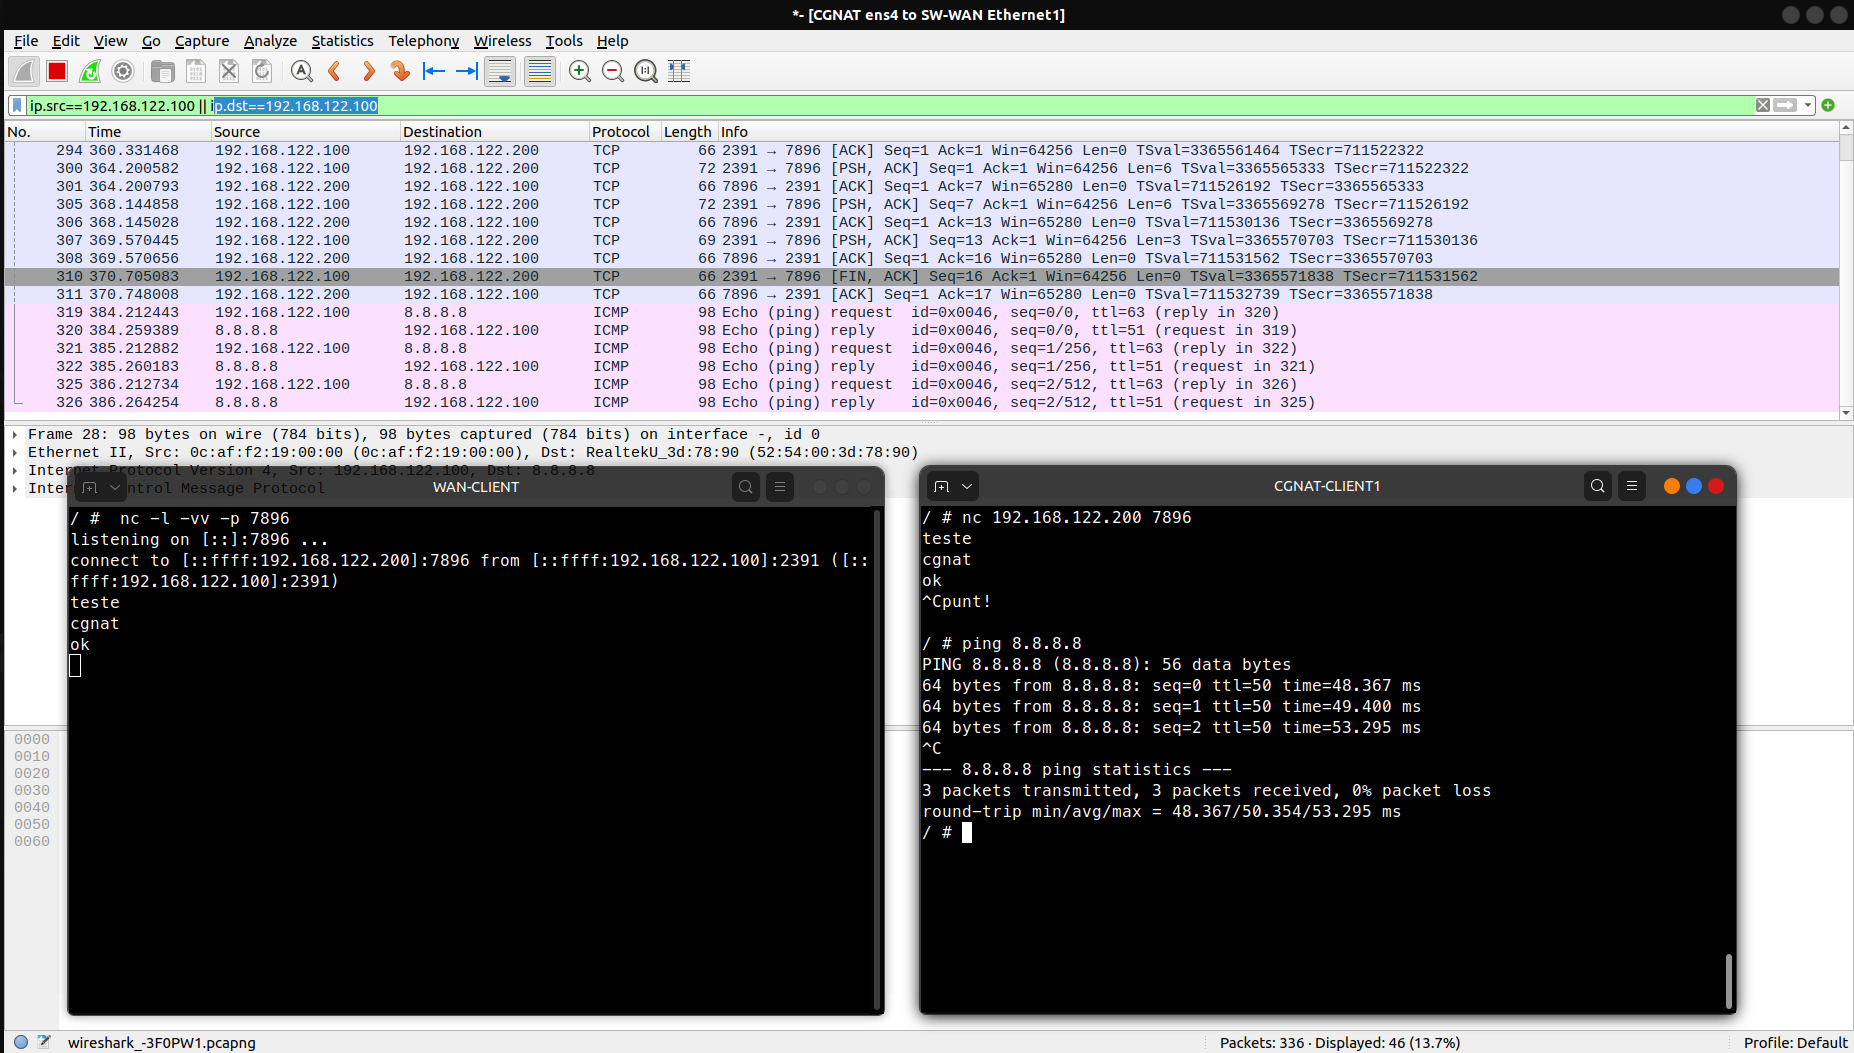 *- [CGNAT ens4 to SW-WAN Ethernet1]
File Edit View Go Capture Analyze Statistics Telephony Wireless Tools Help
ip.src==192.168.122.100 || ip.dst==192.168.122.100
No. Time Source Destination Protocol Length Info
294 360.331468 192.168.122.100 192.168.122.200 TCP 66 2391 → 7896 [ACK] Seq=1 Ack=1 Win=64256 Len=0 TSval=3365561464 TSecr=711522322
300 364.200582 192.168.122.100 192.168.122.200 TCP 72 2391 → 7896 [PSH, ACK] Seq=1 Ack=1 Win=64256 Len=6 TSval=3365565333 TSecr=711522322
301 364.200793 192.168.122.200 192.168.122.100 TCP 66 7896 → 2391 [ACK] Seq=1 Ack=7 Win=65280 Len=0 TSval=711526192 TSecr=3365565333
305 368.144858 192.168.122.100 192.168.122.200 TCP 72 2391 → 7896 [PSH, ACK] Seq=7 Ack=1 Win=64256 Len=6 TSval=3365569278 TSecr=711526192
306 368.145028 192.168.122.200 192.168.122.100 TCP 66 7896 → 2391 [ACK] Seq=1 Ack=13 Win=65280 Len=0 TSval=711530136 TSecr=3365569278
307 369.570445 192.168.122.100 192.168.122.200 TCP 69 2391 → 7896 [PSH, ACK] Seq=13 Ack=1 Win=64256 Len=3 TSval=3365570703 TSecr=711530136
308 369.570656 192.168.122.200 192.168.122.100 TCP 66 7896 → 2391 [ACK] Seq=1 Ack=16 Win=65280 Len=0 TSval=711531562 TSecr=3365570703
310 370.705083 192.168.122.100 192.168.122.200 TCP 66 2391 → 7896 [FIN, ACK] Seq=16 Ack=1 Win=64256 Len=0 TSval=3365571838 TSecr=711531562
311 370.748008 192.168.122.200 192.168.122.100 TCP 66 7896 → 2391 [ACK] Seq=1 Ack=17 Win=65280 Len=0 TSval=711532739 TSecr=3365571838
319 384.212443 192.168.122.100 8.8.8.8 ICMP 98 Echo (ping) request id=0x0046, seq=0/0, ttl=63 (reply in 320)
320 384.259389 8.8.8.8 192.168.122.100 ICMP 98 Echo (ping) reply id=0x0046, seq=0/0, ttl=51 (request in 319)
321 385.212882 192.168.122.100 8.8.8.8 ICMP 98 Echo (ping) request id=0x0046, seq=1/256, ttl=63 (reply in 322)
322 385.260183 8.8.8.8 192.168.122.100 ICMP 98 Echo (ping) reply id=0x0046, seq=1/256, ttl=51 (request in 321)
325 386.212734 192.168.122.100 8.8.8.8 ICMP 98 Echo (ping) request id=0x0046, seq=2/512, ttl=63 (reply in 326)
326 386.264254 8.8.8.8 192.168.122.100 ICMP 98 Echo (ping) reply id=0x0046, seq=2/512, ttl=51 (request in 325)
Frame 28: 98 bytes on wire (784 bits), 98 bytes captured (784 bits) on interface -, id 0
Ethernet II, Src: 0c:af:f2:19:00:00 (0c:af:f2:19:00:00), Dst: RealtekU_3d:78:90 (52:54:00:3d:78:90)
Internet Protocol Version 4, Src: 192.168.122.100, Dst: 8.8.8.8
Internet Control Message Protocol
WAN-CLIENT
/ # nc -l -vv -p 7896
listening on [::]:7896 ...
connect to [::ffff:192.168.122.200]:7896 from [::ffff:192.168.122.100]:2391 ([::
ffff:192.168.122.100]:2391)
teste
cgnat
ok
CGNAT-CLIENT1
/ # nc 192.168.122.200 7896
teste
cgnat
ok
^Cpunt!
/ # ping 8.8.8.8
PING 8.8.8.8 (8.8.8.8): 56 data bytes
64 bytes from 8.8.8.8: seq=0 ttl=50 time=48.367 ms
64 bytes from 8.8.8.8: seq=1 ttl=50 time=49.400 ms
64 bytes from 8.8.8.8: seq=2 ttl=50 time=53.295 ms
^C
--- 8.8.8.8 ping statistics ---
3 packets transmitted, 3 packets received, 0% packet loss
round-trip min/avg/max = 48.367/50.354/53.295 ms
/ #
0000
0010
0020
0030
0040
0050
0060
wireshark_-3F0PW1.pcapng
Packets: 336 · Displayed: 46 (13.7%)
Profile: Default